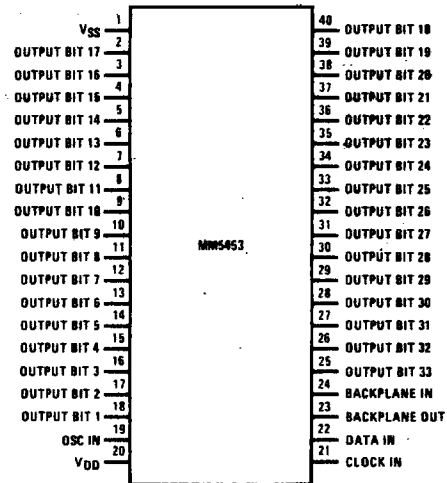 VSS 1
OUTPUT BIT 17 2
OUTPUT BIT 16 3
OUTPUT BIT 15 4
OUTPUT BIT 14 5
OUTPUT BIT 13 6
OUTPUT BIT 12 7
OUTPUT BIT 11 8
OUTPUT BIT 10 9
OUTPUT BIT 9 10
OUTPUT BIT 8 11
OUTPUT BIT 7 12
OUTPUT BIT 6 13
OUTPUT BIT 5 14
OUTPUT BIT 4 15
OUTPUT BIT 3 16
OUTPUT BIT 2 17
OUTPUT BIT 1 18
OSC IN 19
VDD 20
MM5453
40 OUTPUT BIT 18
39 OUTPUT BIT 19
38 OUTPUT BIT 20
37 OUTPUT BIT 21
36 OUTPUT BIT 22
35 OUTPUT BIT 23
34 OUTPUT BIT 24
33 OUTPUT BIT 25
32 OUTPUT BIT 26
31 OUTPUT BIT 27
30 OUTPUT BIT 28
29 OUTPUT BIT 29
28 OUTPUT BIT 30
27 OUTPUT BIT 31
26 OUTPUT BIT 32
25 OUTPUT BIT 33
24 BACKPLANE IN
23 BACKPLANE OUT
22 DATA IN
21 CLOCK IN